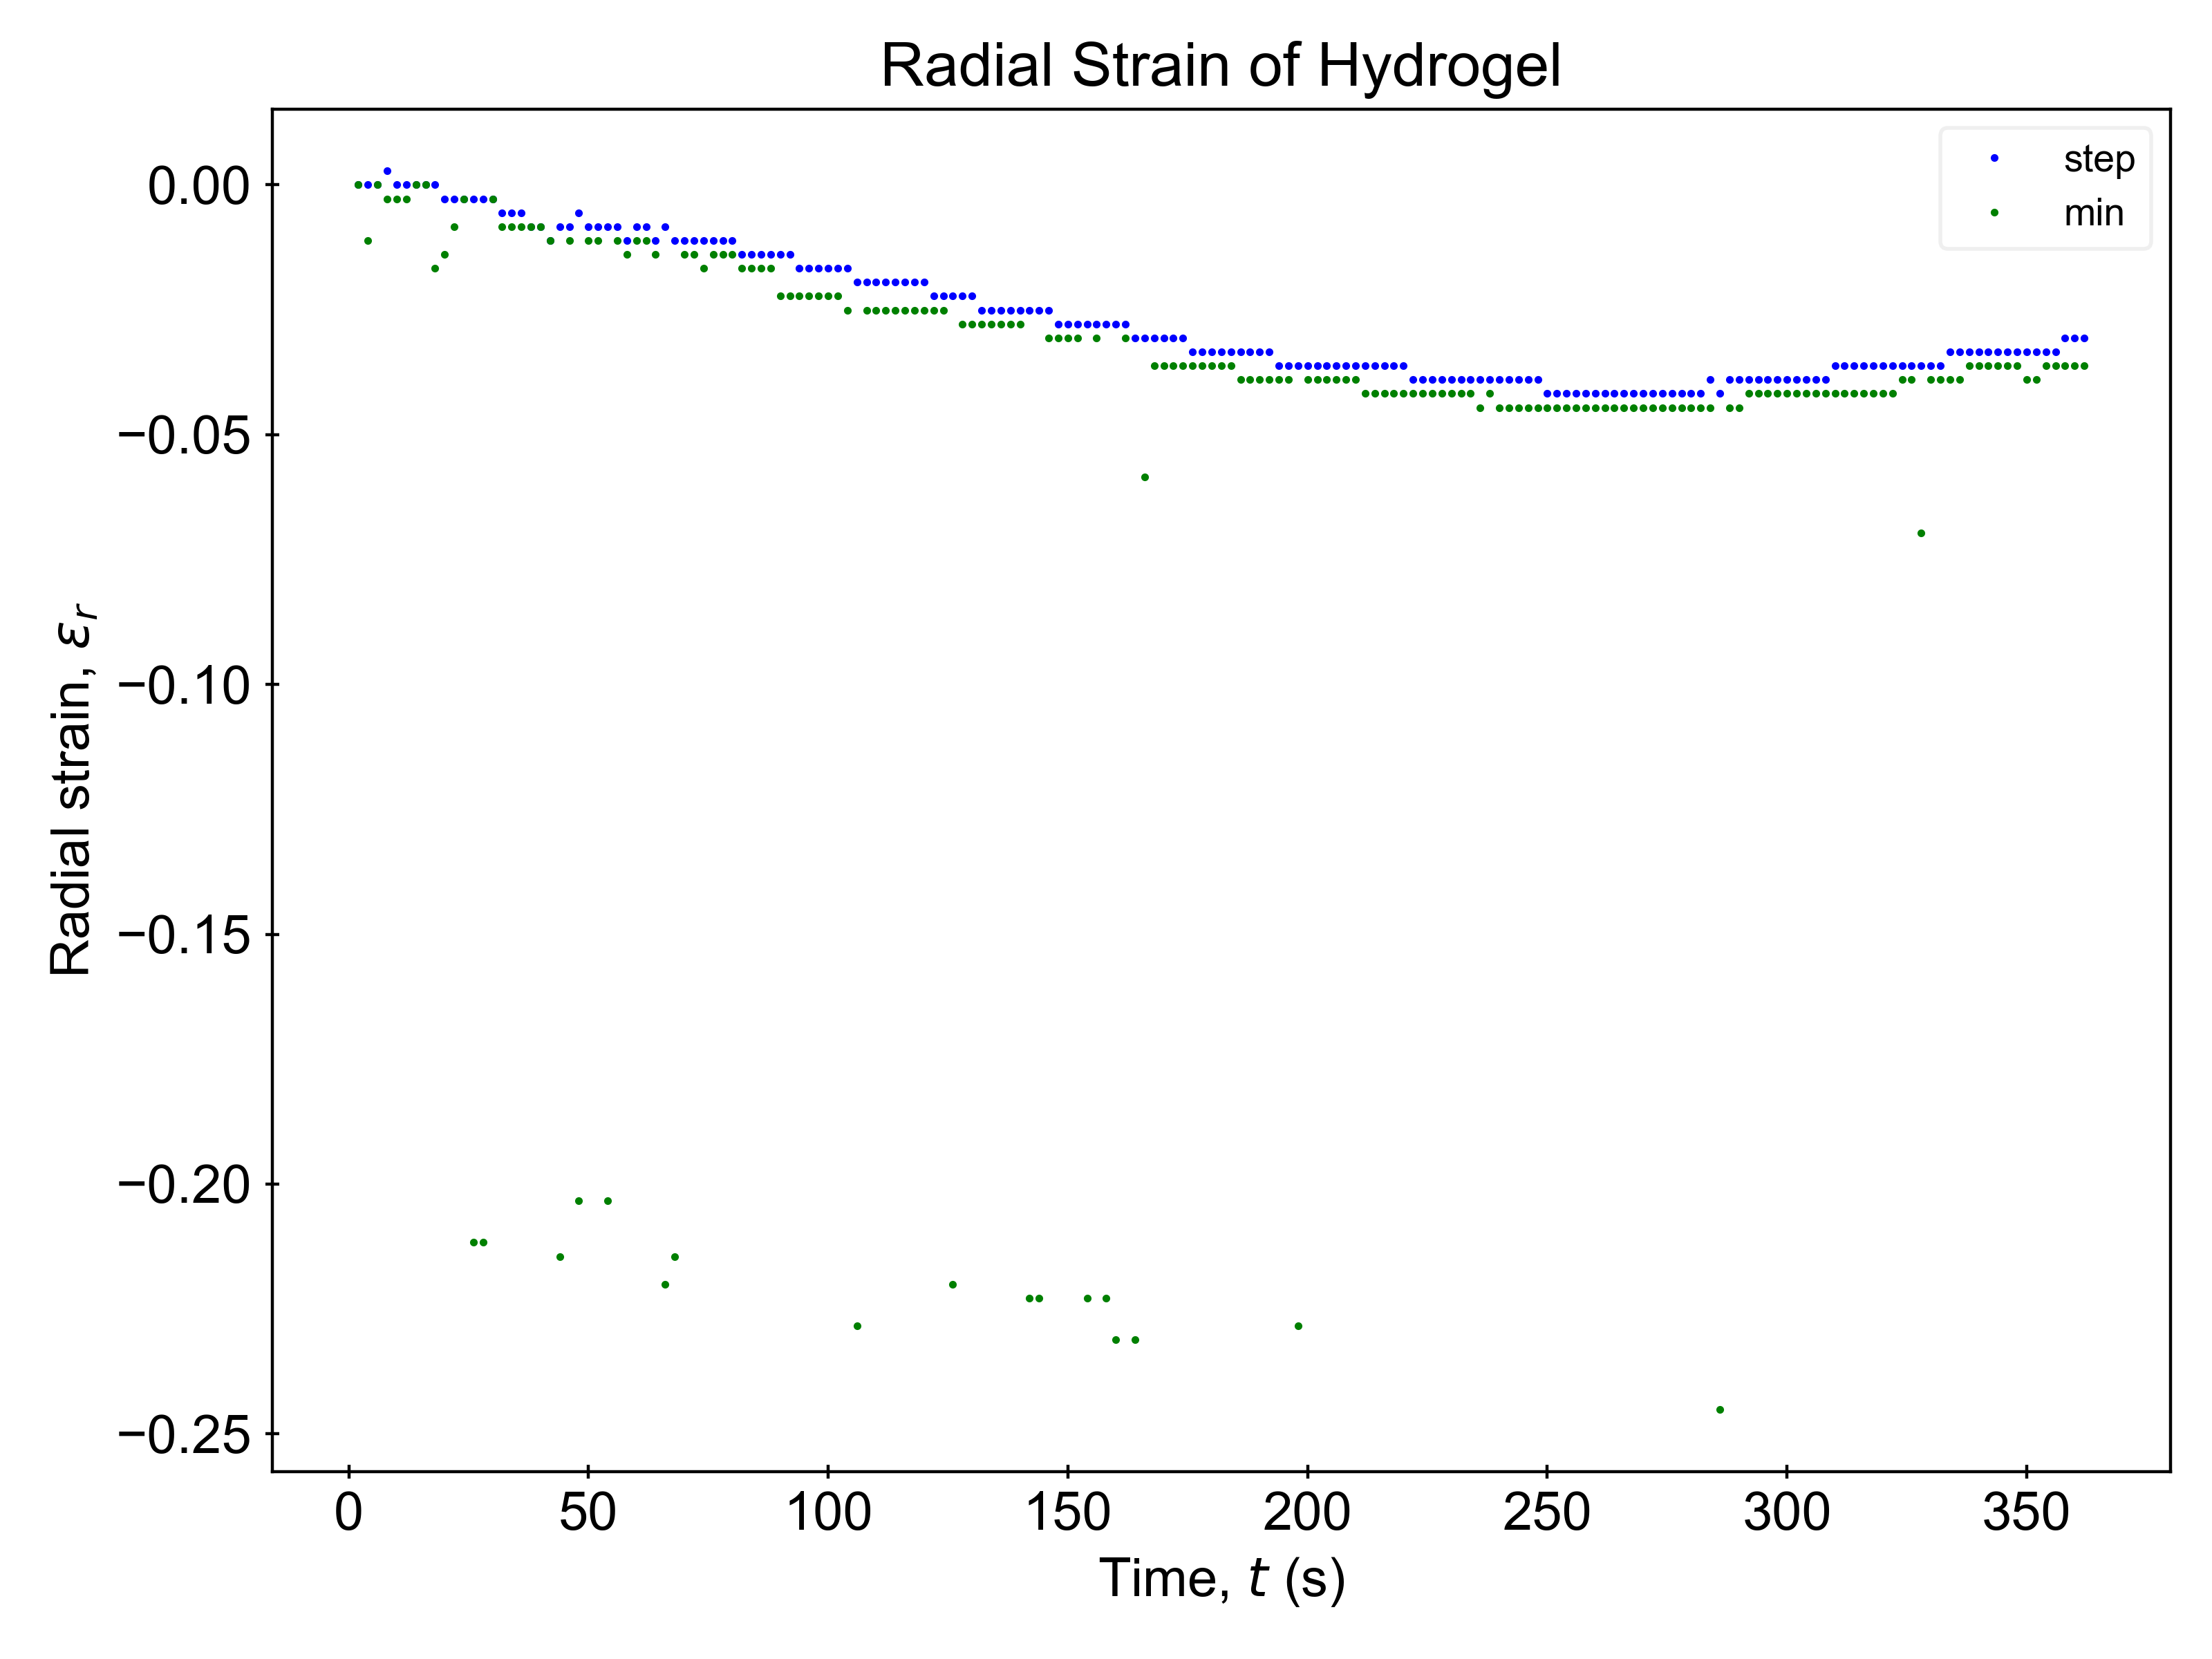 Radial Strain of Hydrogel
step
min
0.00
−0.05
−0.10
−0.15
−0.20
−0.25
Radial strain, εr
0 50 100 150 200 250 300 350
Time, t (s)